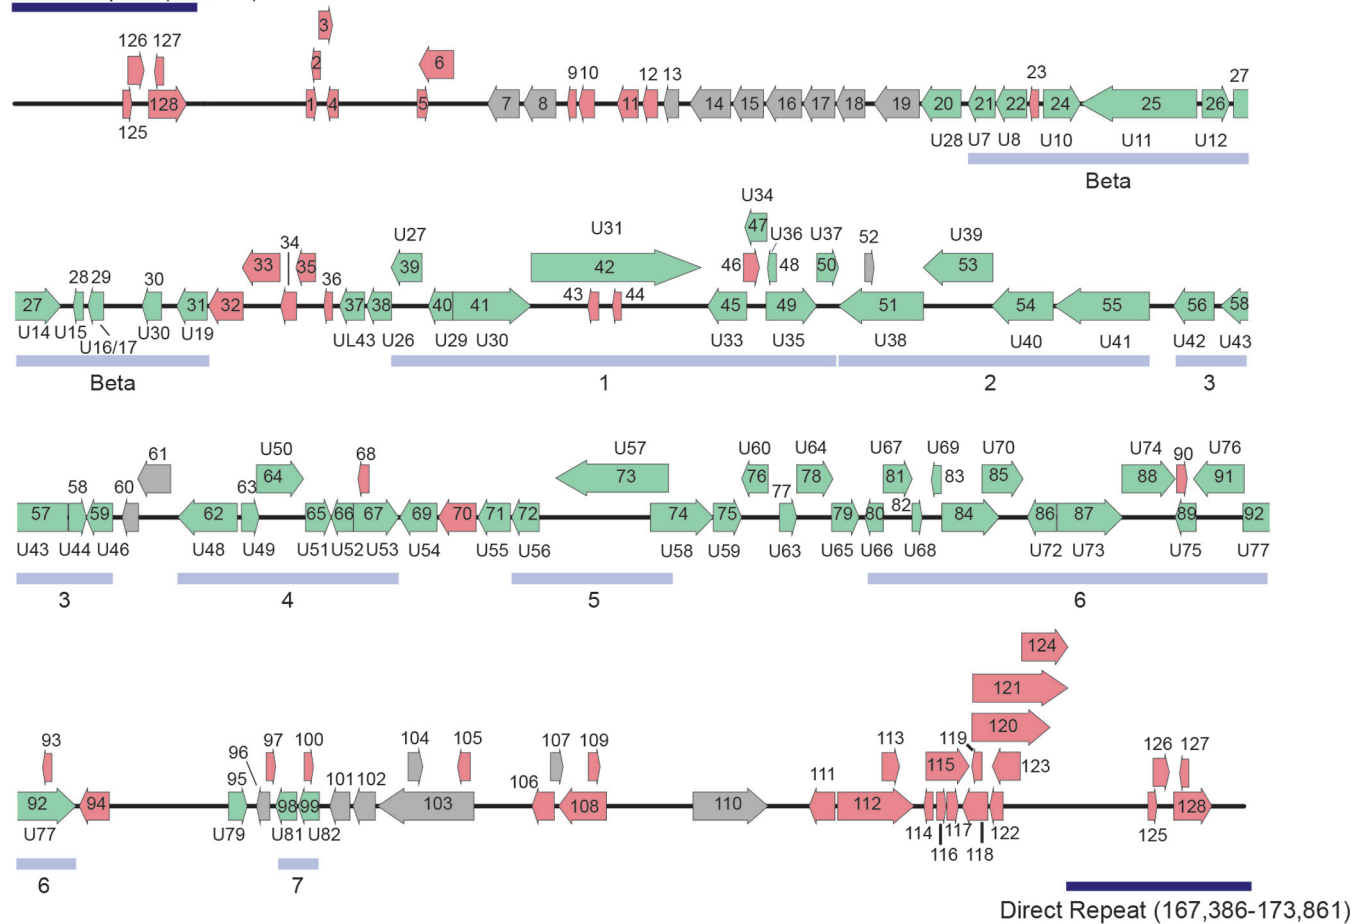 3
126 127
2 6
23 27
9 10 12 13
128 1 4 5 7 8 11 14 15 16 17 18 19 20 21 22 24 25 26
125
U28 U7 U8 U10 U11 U12
Beta
U34
U31 47 U36 U37
U27 52 U39
34
28 29 30 33 35 36 39 42 46 48 50 53
27 31 32 37 38 40 41 43 44 45 49 51 54 55 56 58
U14 U15 U30 U19 UL43 U26 U29 U30 U33 U35 U38 U40 U41 U42 U43
U16/17
Beta 1 2 3
61 U50 68 U57 U60 U64 U67 U69 U70 U74 90 U76
58 60 63 64 73 76 77 78 81 82 83 85 88 91
57 59 62 65 66 67 69 70 71 72 74 75 79 80 84 86 87 89 92
U43 U44 U46 U48 U49 U51 U52 U53 U54 U55 U56 U58 U59 U63 U65 U66 U68 U72 U73 U75 U77
3 4 5 6
124
121
120
93 96 97 100 104 105 107 109 113 119 126 127
95 101 102 106 111 115 123
92 94 98 99 103 108 110 112 128
U77 U79 U81 U82 114 117 122 125
116 118
6 7
Direct Repeat (167,386-173,861)